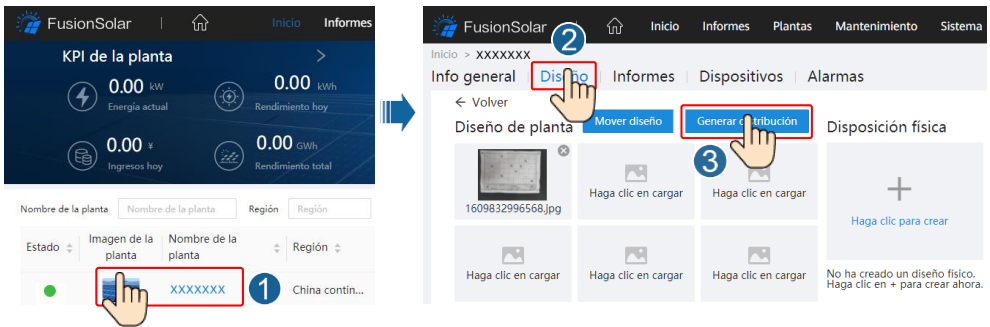 FusionSolar
Inicio Informes
KPI de la planta >
0.00 kW
Energía actual
0.00 kWh
Rendimiento hoy
0.00 ¥
Ingresos hoy
0.00 GWh
Rendimiento total
Nombre de la planta Nombre de la planta Región Región
Estado
Imagen de la
planta
Nombre de la
planta
Región
XXXXXXX
1
China contin...
FusionSolar
Inicio Informes Plantas Mantenimiento Sistema
2
Inicio > XXXXXXX
Info general Diseño Informes Dispositivos Alarmas
← Volver
Diseño de planta
Mover diseño
Generar distribución
3
1609832996568.jpg
Haga clic en cargar
Haga clic en cargar
Haga clic en cargar
Haga clic en cargar
Haga clic en cargar
Disposición física
+
Haga clic para
crear
No ha creado un diseño físico.
Haga clic en + para crear ahora.